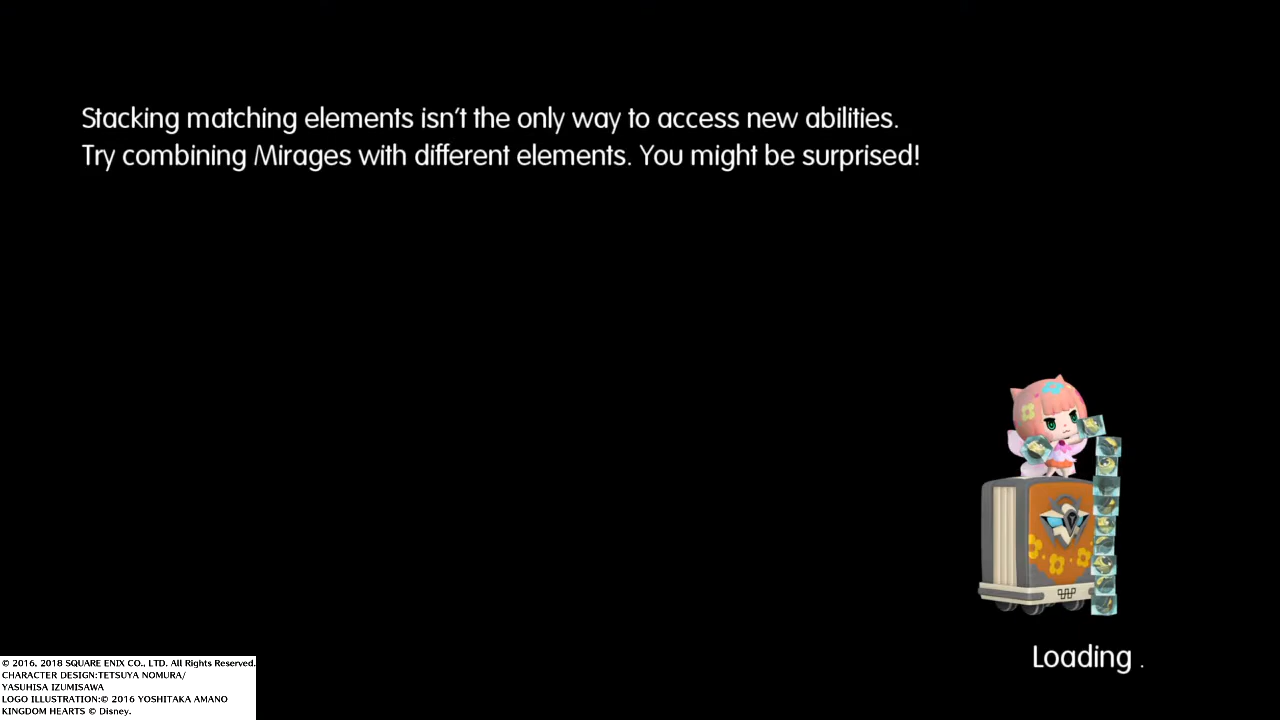 Stacking matching elements isn't the only way to access new abilities.
Try combining Mirages with different elements. You might be surprised!
Loading .
© 2016, 2018 SQUARE ENIX CO., LTD. All Rights Reserved.
CHARACTER DESIGN:TETSUYA NOMURA/
YASUHISA IZUMISAWA
LOGO ILLUSTRATION:© 2016 YOSHITAKA AMANO
KINGDOM HEARTS © Disney.